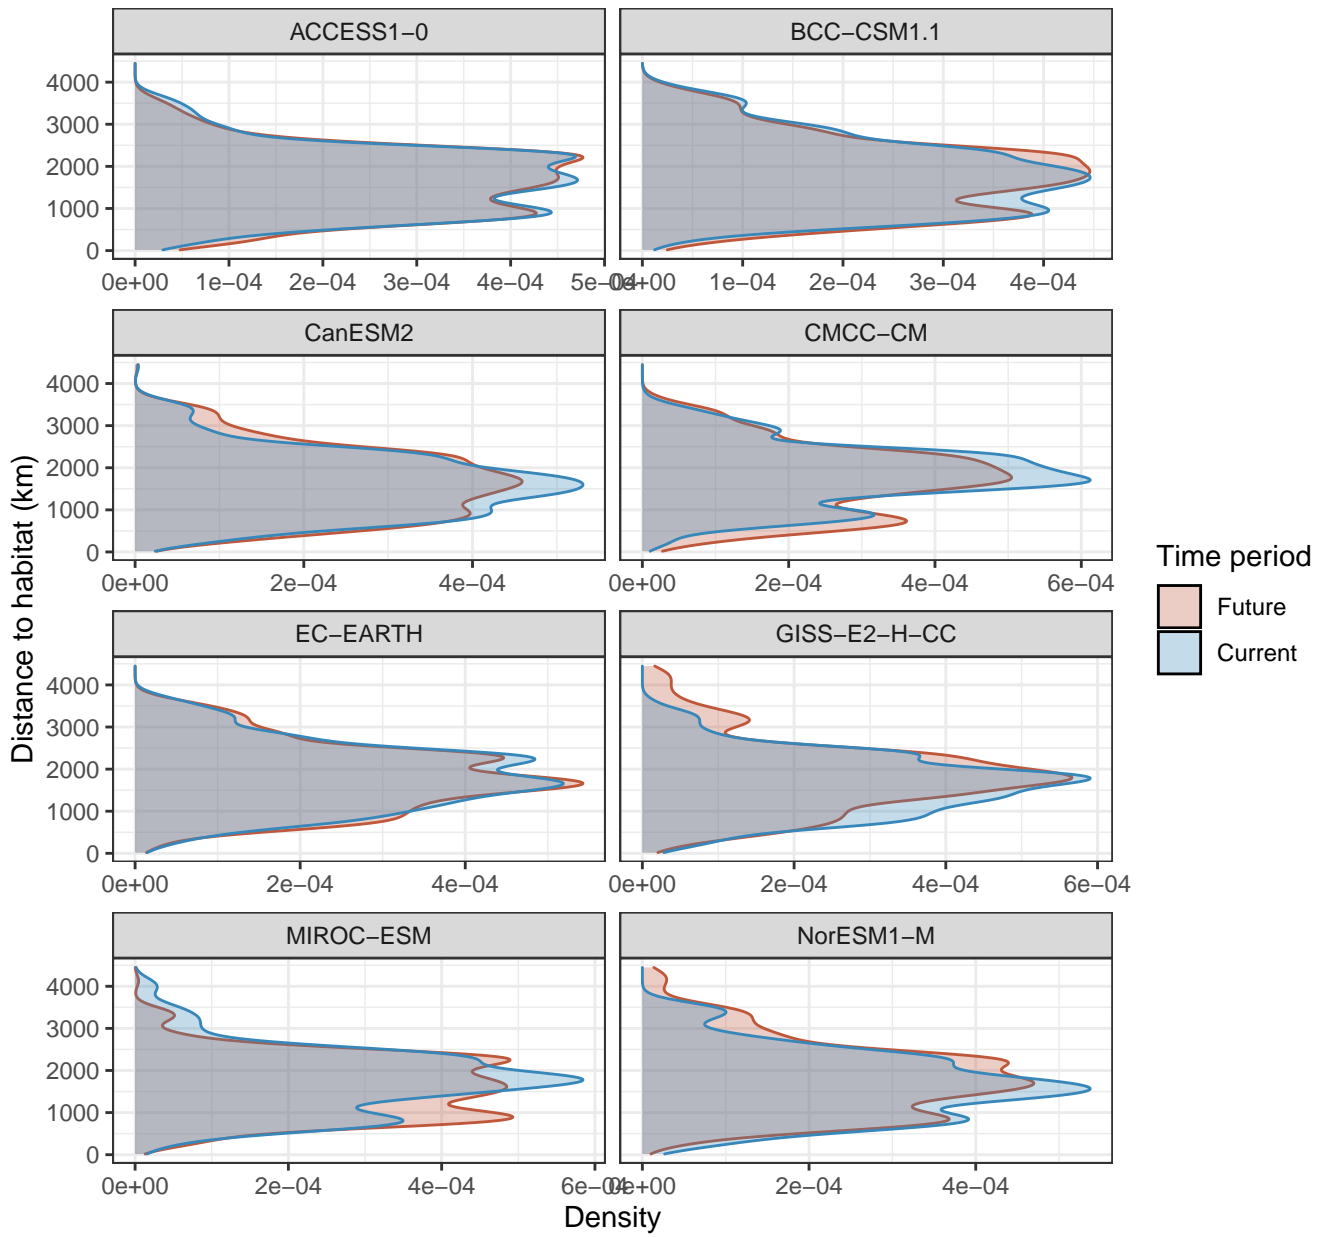 ACCESS1−0
BCC−CSM1.1
4000
3000
2000
1000
0
0e+00 1e−04 2e−04 3e−04 4e−04 5e−04
0e+00 1e−04 2e−04 3e−04 4e−04
CanESM2
CMCC−CM
4000
3000
2000
1000
0
0e+00 2e−04 4e−04
0e+00 2e−04 4e−04 6e−04
EC−EARTH
GISS−E2−H−CC
4000
3000
2000
1000
0
0e+00 2e−04 4e−04
0e+00 2e−04 4e−04 6e−04
MIROC−ESM
NorESM1−M
4000
3000
2000
1000
0
0e+00 2e−04 4e−04 6e−04
0e+00 2e−04 4e−04
Density
Distance to habitat (km)
Time period
Future
Current